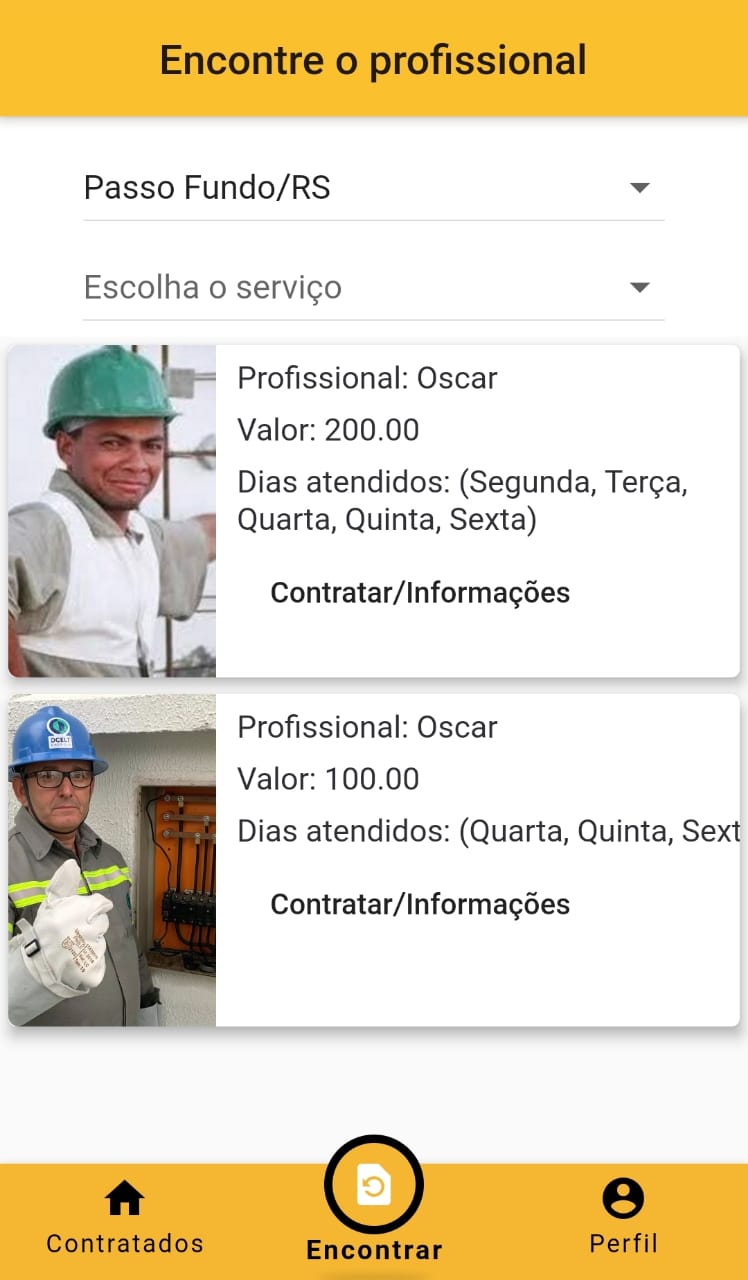 Encontre o profissional
Passo Fundo/RS
Escolha o serviço
Profissional: Oscar
Valor: 200.00
Dias atendidos: (Segunda, Terça,
Quarta, Quinta, Sexta)
Contratar/Informações
DCELT
Profissional: Oscar
Valor: 100.00
Dias atendidos: (Quarta, Quinta, Sext
Contratar/Informações
Contratados
Encontrar
Perfil